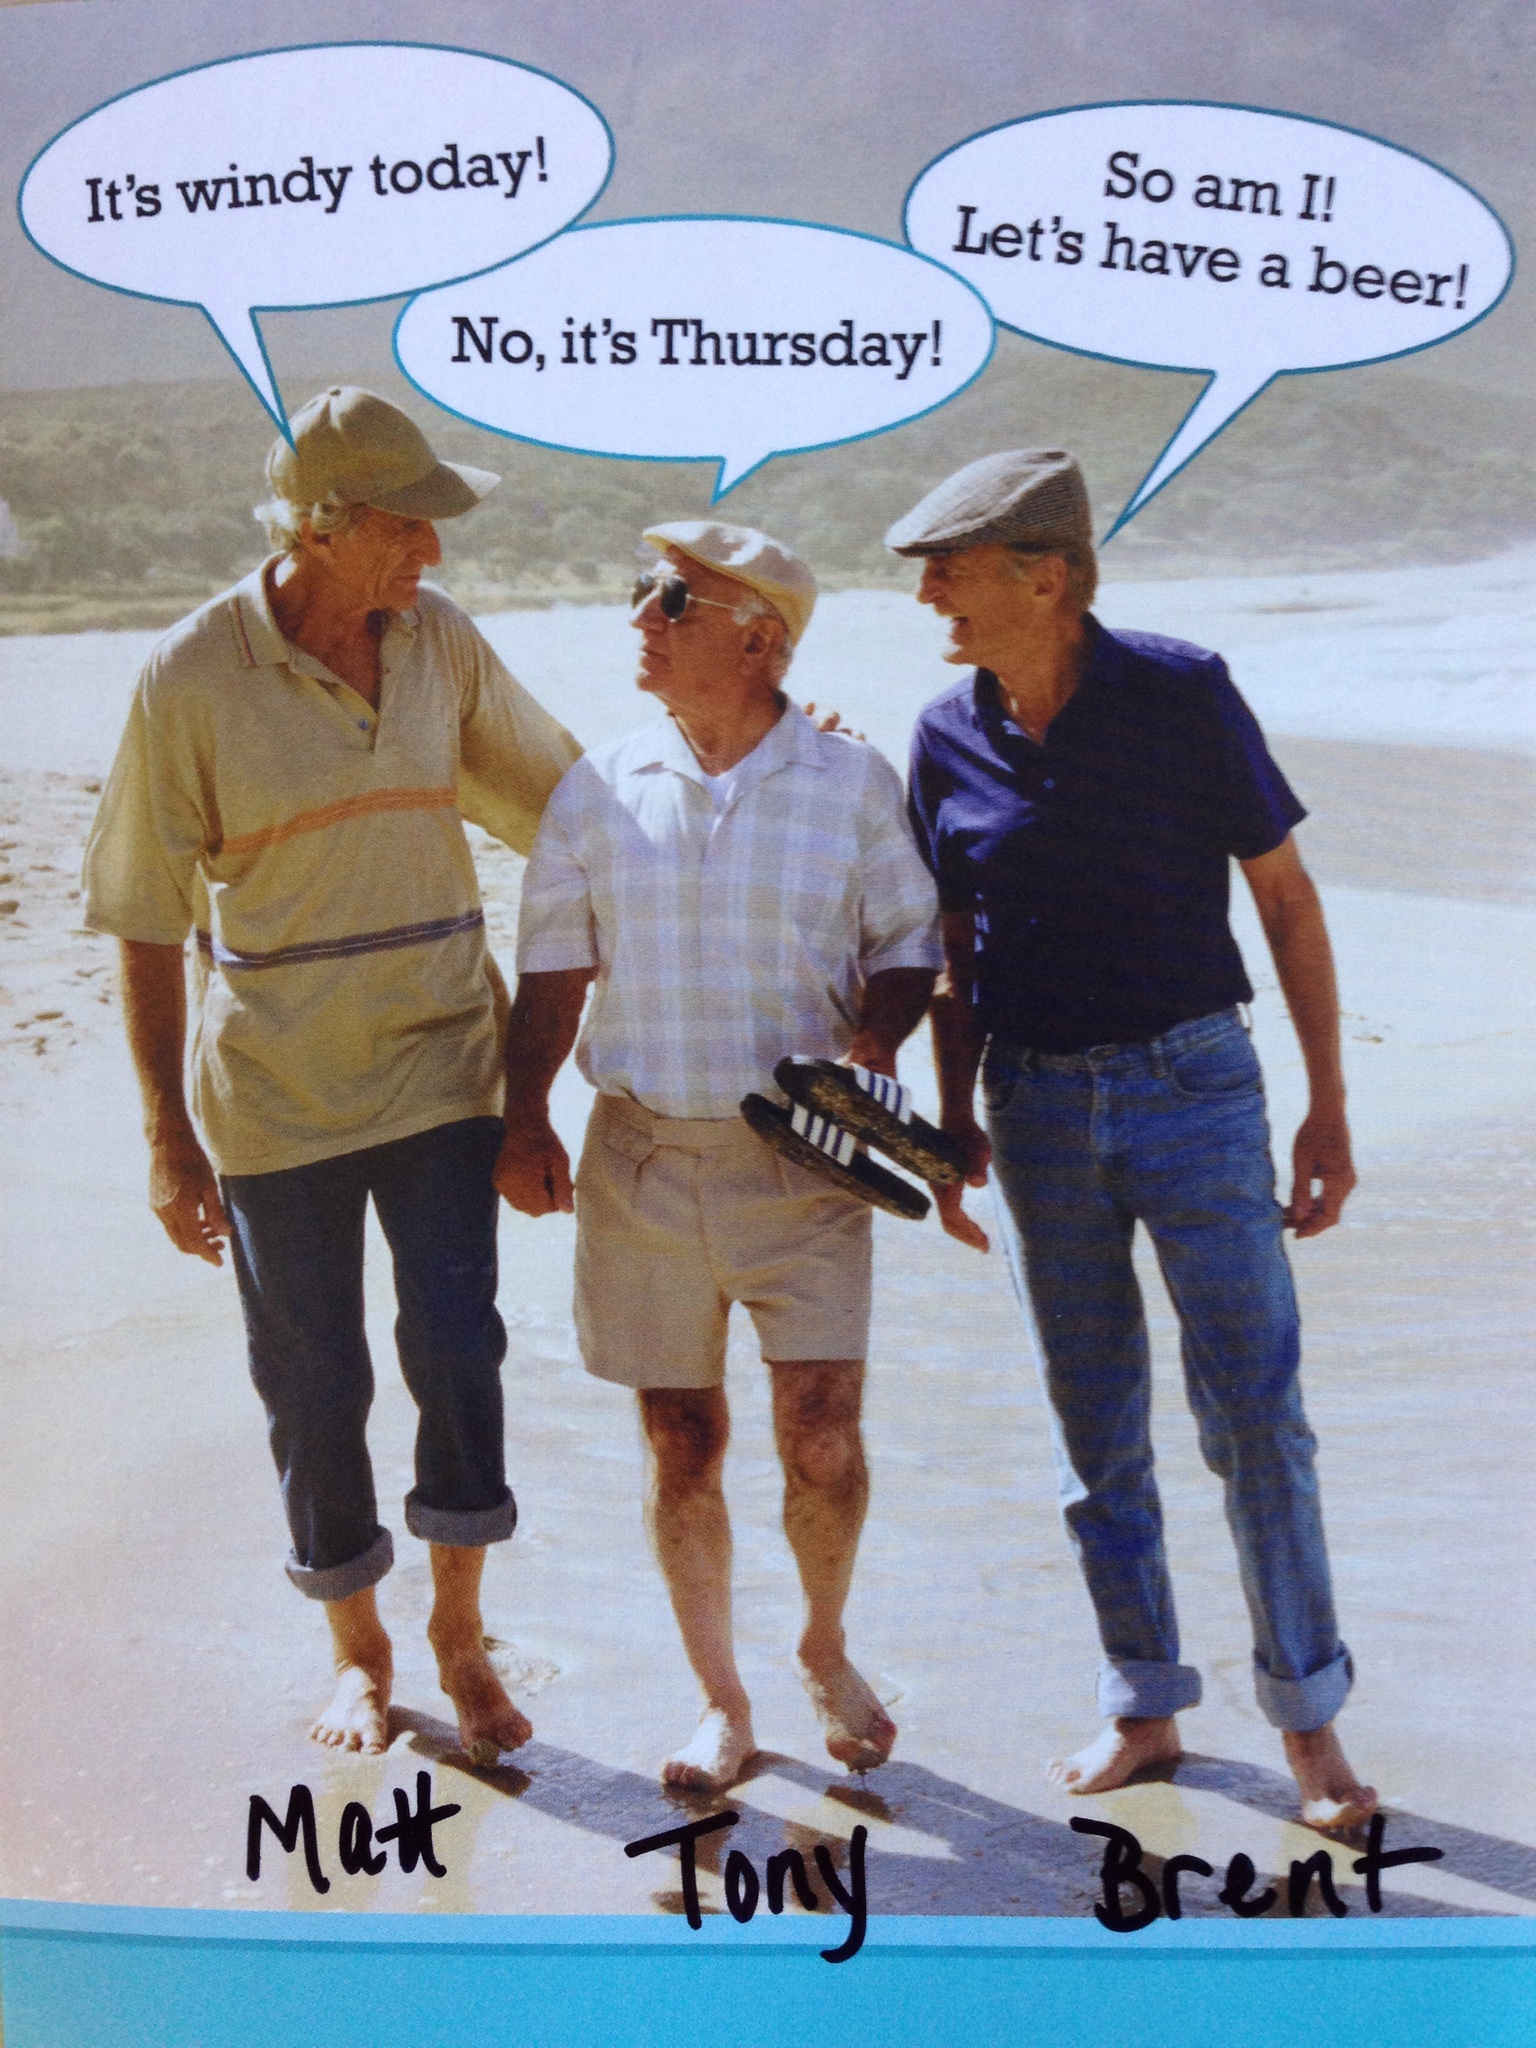 It's windy today!
No, it's Thursday!
So am I!
Let's have a beer!
Matt
Tony
Brent